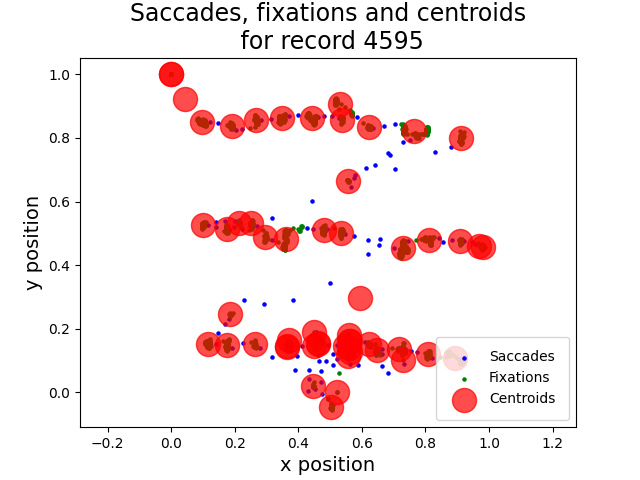 Saccades, fixations and centroids
for record 4595
1.0
0.8
0.6
0.4
0.2
0.0
y position
−0.2
0.0
0.2
0.4
0.6
0.8
1.0
1.2
x position
Saccades
Fixations
Centroids